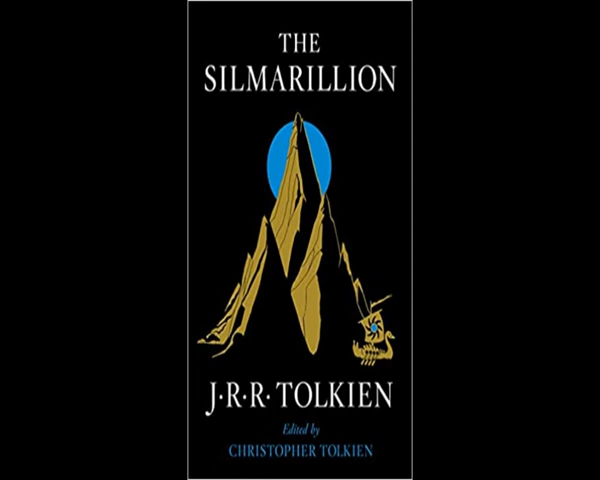 THE
SILMARILLION
J·R·R· TOLKIEN
Edited by
CHRISTOPHER TOLKIEN